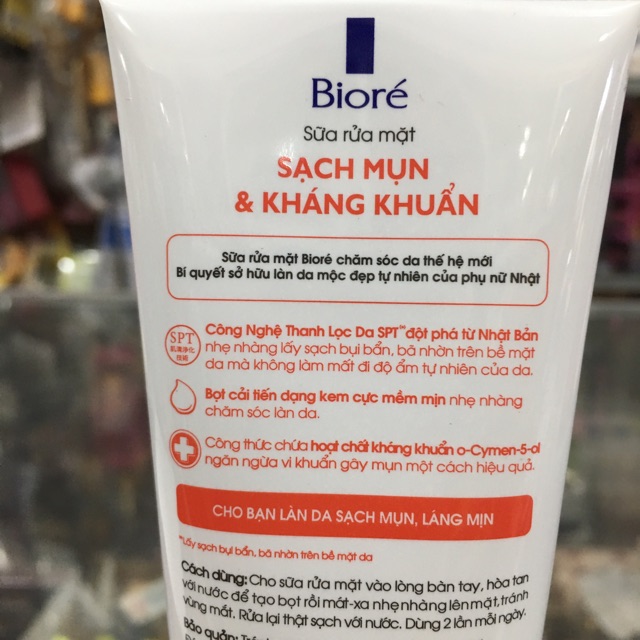 Bioré
Sữa rửa mặt
SẠCH MỤN
& KHÁNG KHUẨN
Sữa rửa mặt Bioré chăm sóc da thế hệ mới
Bí quyết sở hữu làn da mộc đẹp tự nhiên của phụ nữ Nhật
SPT
Công Nghệ Thanh Lọc Da SPT** đột phá từ Nhật Bản
nhẹ nhàng lấy sạch bụi bẩn, bã nhờn trên bề mặt
da mà không làm mất đi độ ẩm tự nhiên của da.
Bọt cải tiến dạng kem cực mềm mịn nhẹ nhàng
chăm sóc làn da.
Công thức chứa hoạt chất kháng khuẩn o-Cymen-5-ol
ngăn ngừa vi khuẩn gây mụn một cách hiệu quả.
CHO BẠN LÀN DA SẠCH MỤN, LÁNG MỊN
**Lấy sạch bụi bẩn, bã nhờn trên bề mặt da
Cách dùng: Cho sữa rửa mặt vào lòng bàn tay, hòa tan
với nước để tạo bọt rồi mát-xa nhẹ nhàng lên mặt, tránh
vùng mắt. Rửa lại thật sạch với nước. Dùng 2 lần mỗi ngày.
Bảo quản: